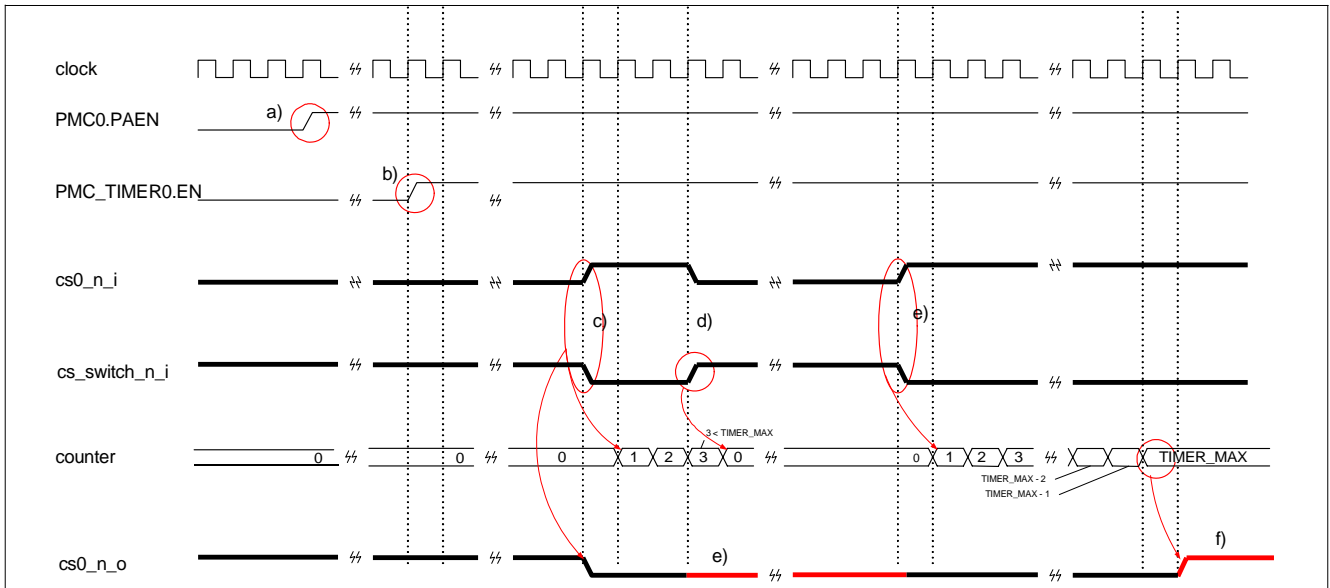 clock
PMC0.PAEN
a)
b)
PMC_TIMER0.EN
cs0_n_i
c)
d)
e)
cs_switch_n_i
3 < TIMER_MAX
counter
0
0
0
1
2
3
0
0
1
2
3
TIMER_MAX
TIMER_MAX - 2
TIMER_MAX - 1
e)
f)
cs0_n_o